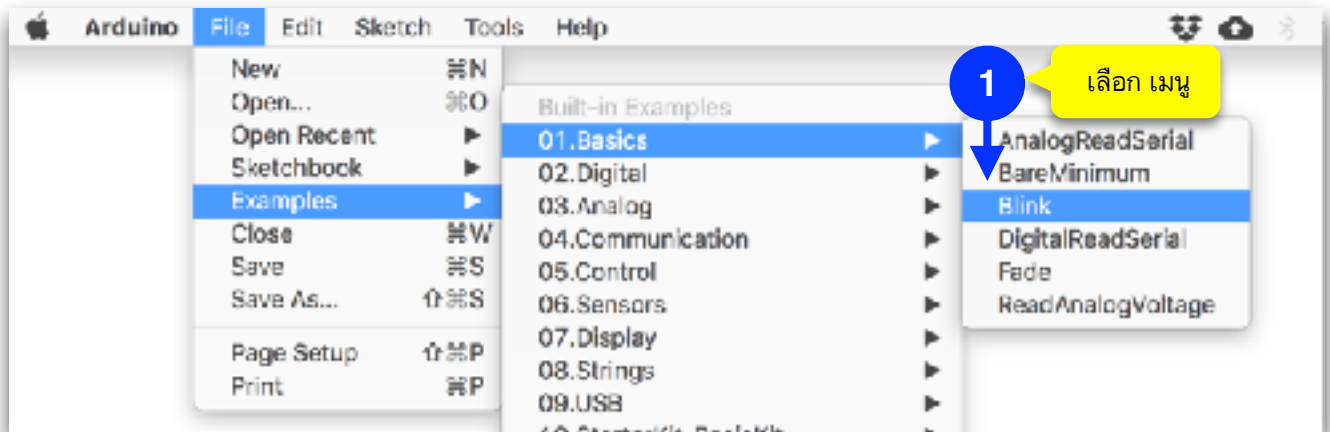 Arduino File Edit Sketch Tools Help
New ⌘N
Open... ⌘O
Open Recent ▶
Sketchbook ▶
Examples ▶
Close ⌘W
Save ⌘S
Save As... ⇧⌘S
Page Setup ⇧⌘P
Print ⌘P
Built-in Examples
01.Basics ▶
02.Digital ▶
03.Analog ▶
04.Communication ▶
05.Control ▶
06.Sensors ▶
07.Display ▶
08.Strings ▶
09.USB ▶
1
เลือก เมนู
AnalogReadSerial
BareMinimum
Blink
DigitalReadSerial
Fade
ReadAnalogVoltage